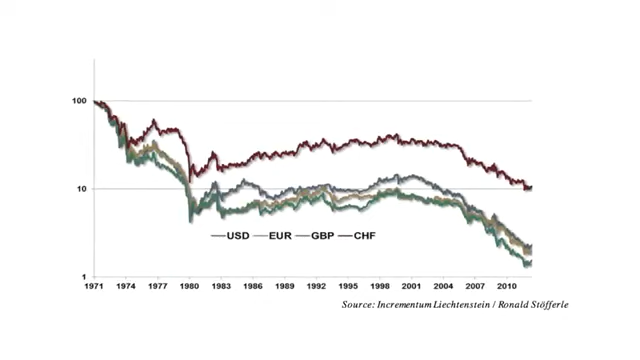 100
10
USD EUR GBP CHF
1
1971 1974 1977 1980 1983 1986 1989 1992 1995 1998 2001 2004 2007 2010
Source: Incrementum Liechtenstein / Ronald Stöfferle